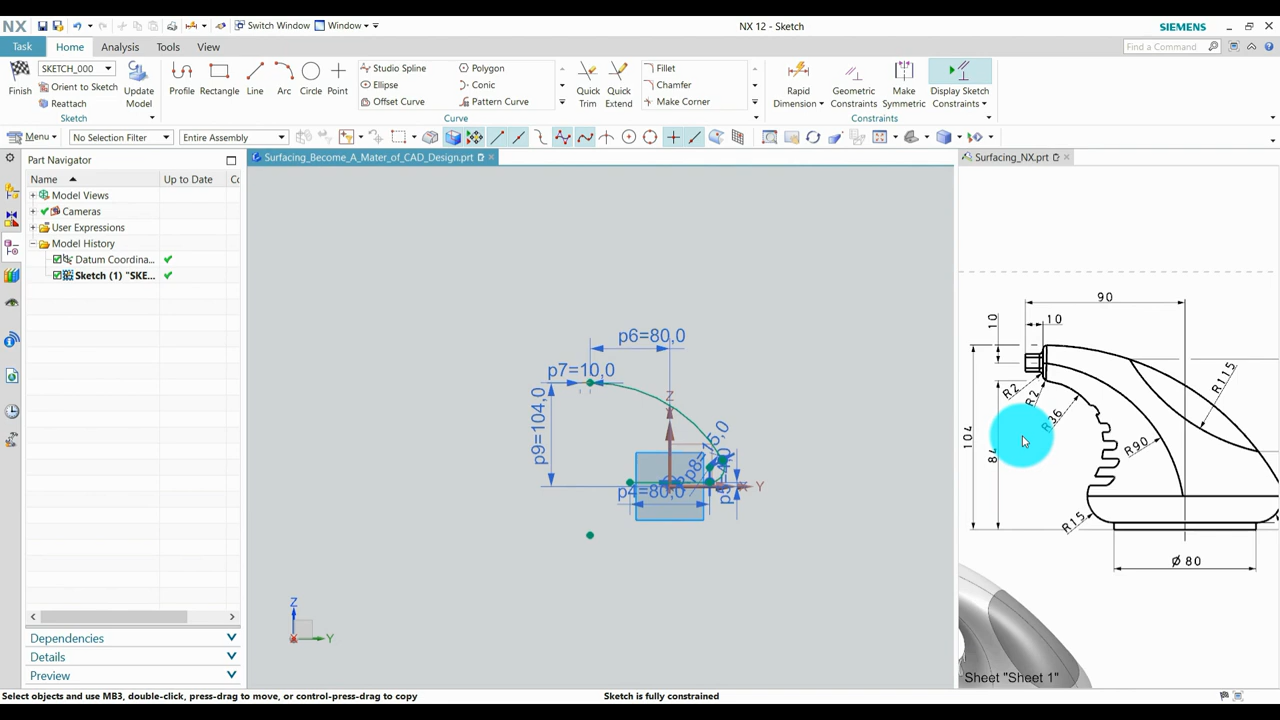 NX
Switch Window
Window
NX 12 - Sketch
SIEMENS
Task
Home
Analysis
Tools
View
Find a Command
Finish
SKETCH_000
Orient to Sketch
Reattach
Update
Model
Profile
Rectangle
Line
Arc
Circle
Point
Studio Spline
Ellipse
Offset Curve
Polygon
Conic
Pattern Curve
Quick
Trim
Quick
Extend
Fillet
Chamfer
Make Corner
Rapid
Dimension
Geometric
Constraints
Make
Symmetric
Display Sketch
Constraints
Sketch
Curve
Constraints
Menu
No Selection Filter
Entire Assembly
Part Navigator
Surfacing_Become_A_Mater_of_CAD_Design.prt
Surfacing_NX.prt
Name
Up to Date
Model Views
Cameras
User Expressions
Model History
Datum Coordina...
Sketch (1) "SKE...
p6=80,0
p7=10,0
p9=104,0
Z
p8=15,0
p4=80,0
Y
Z
Y
90
10
10
R115
R2
R2
R36
104
84
R90
R15
Ø 80
Sheet "Sheet 1"
Dependencies
Details
Preview
Select objects and use MB3, double-click, press-drag to move, or control-press-drag to copy
Sketch is fully constrained